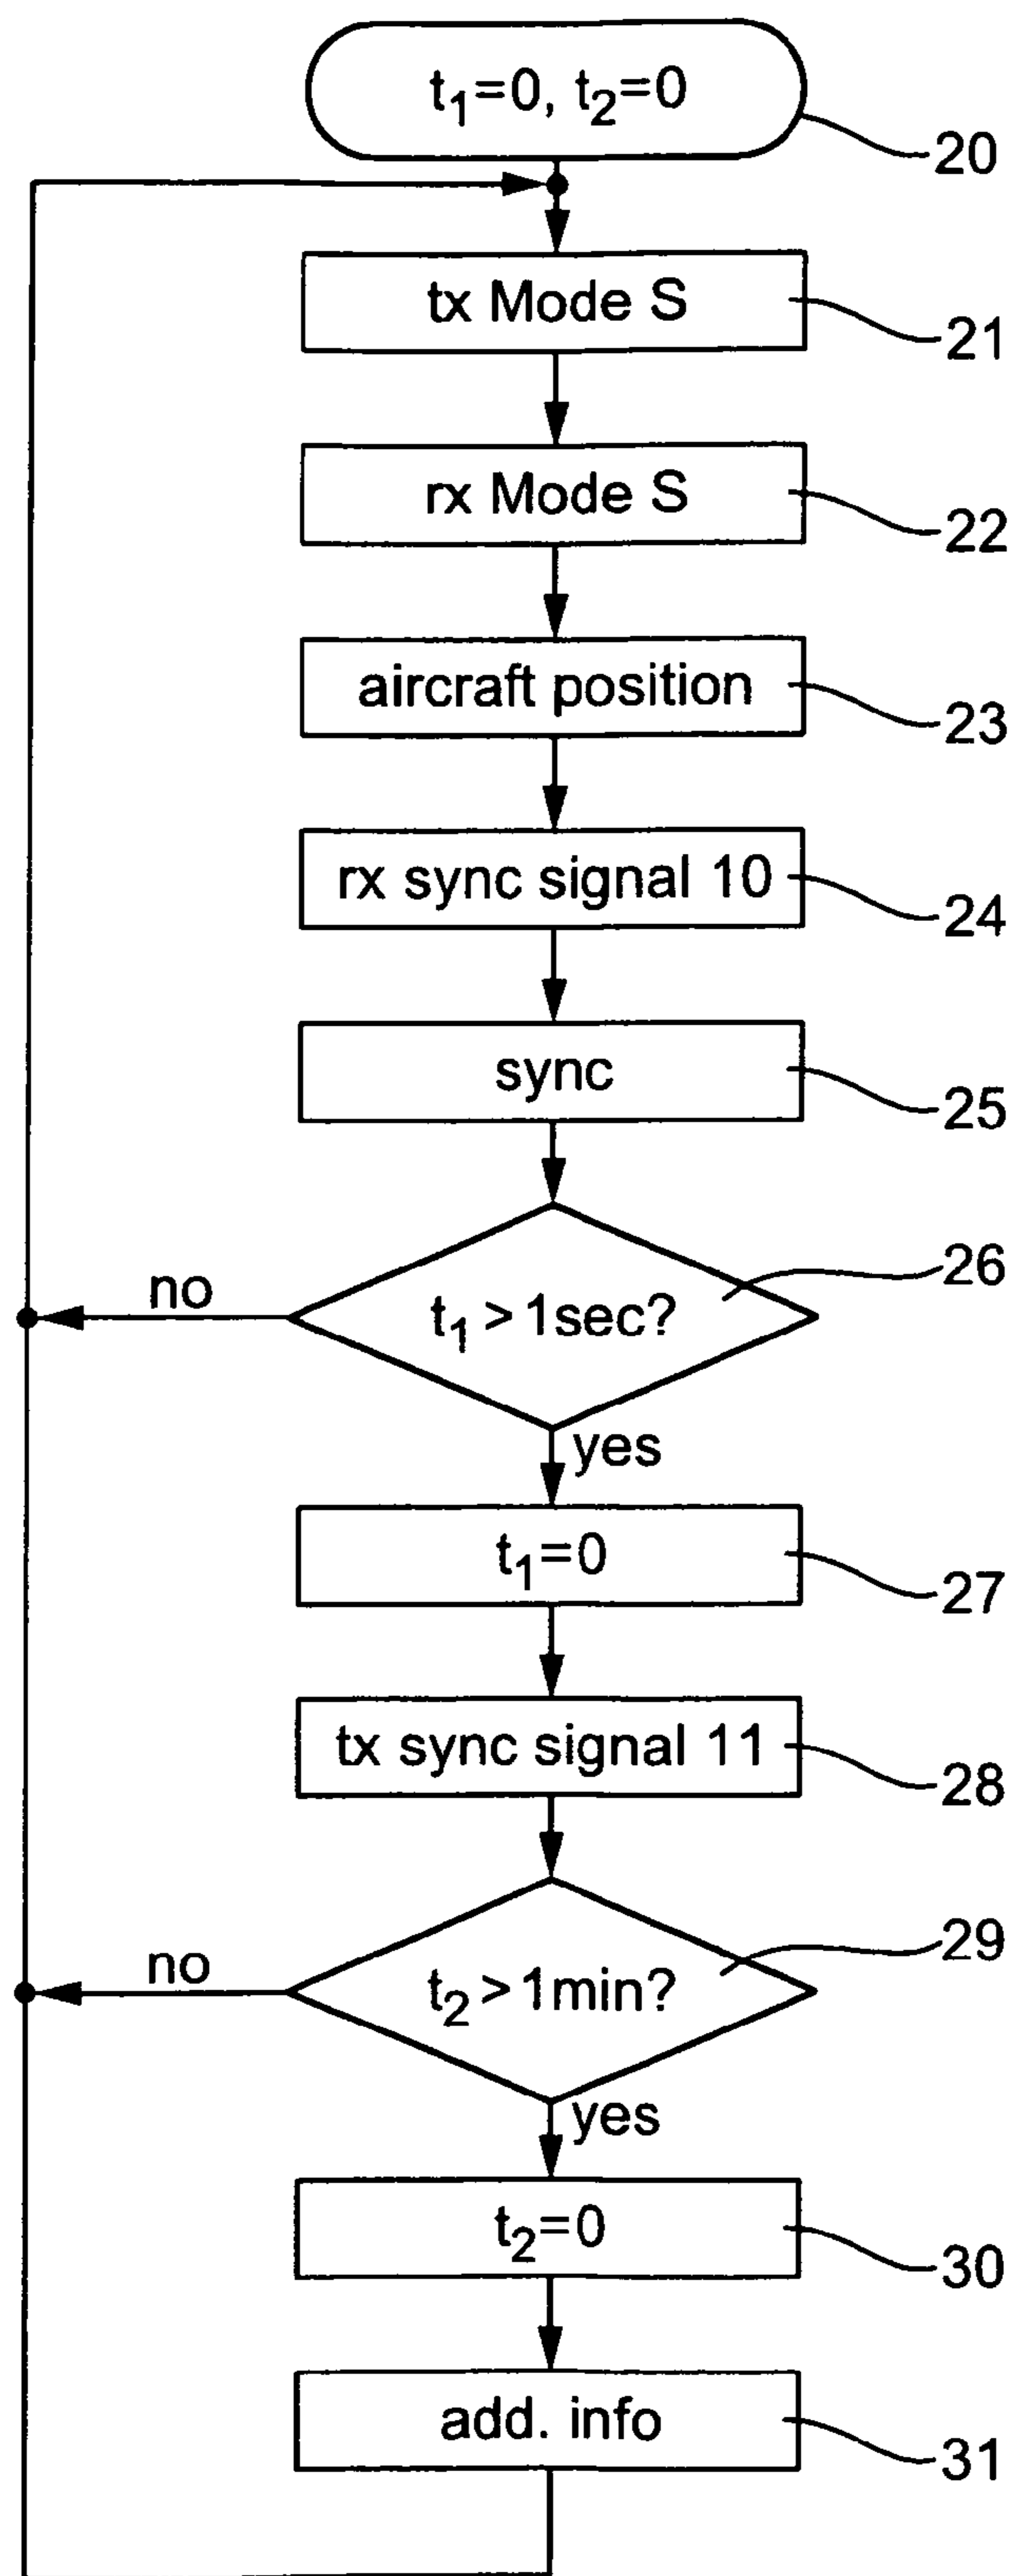 t₁=0, t₂=0
20
tx Mode S
21
rx Mode S
22
aircraft position
23
rx sync signal 10
24
sync
25
26
no
t₁ > 1sec?
yes
t₁=0
27
tx sync signal 11
28
29
no
t₂ > 1min?
yes
t₂=0
30
add. info
31